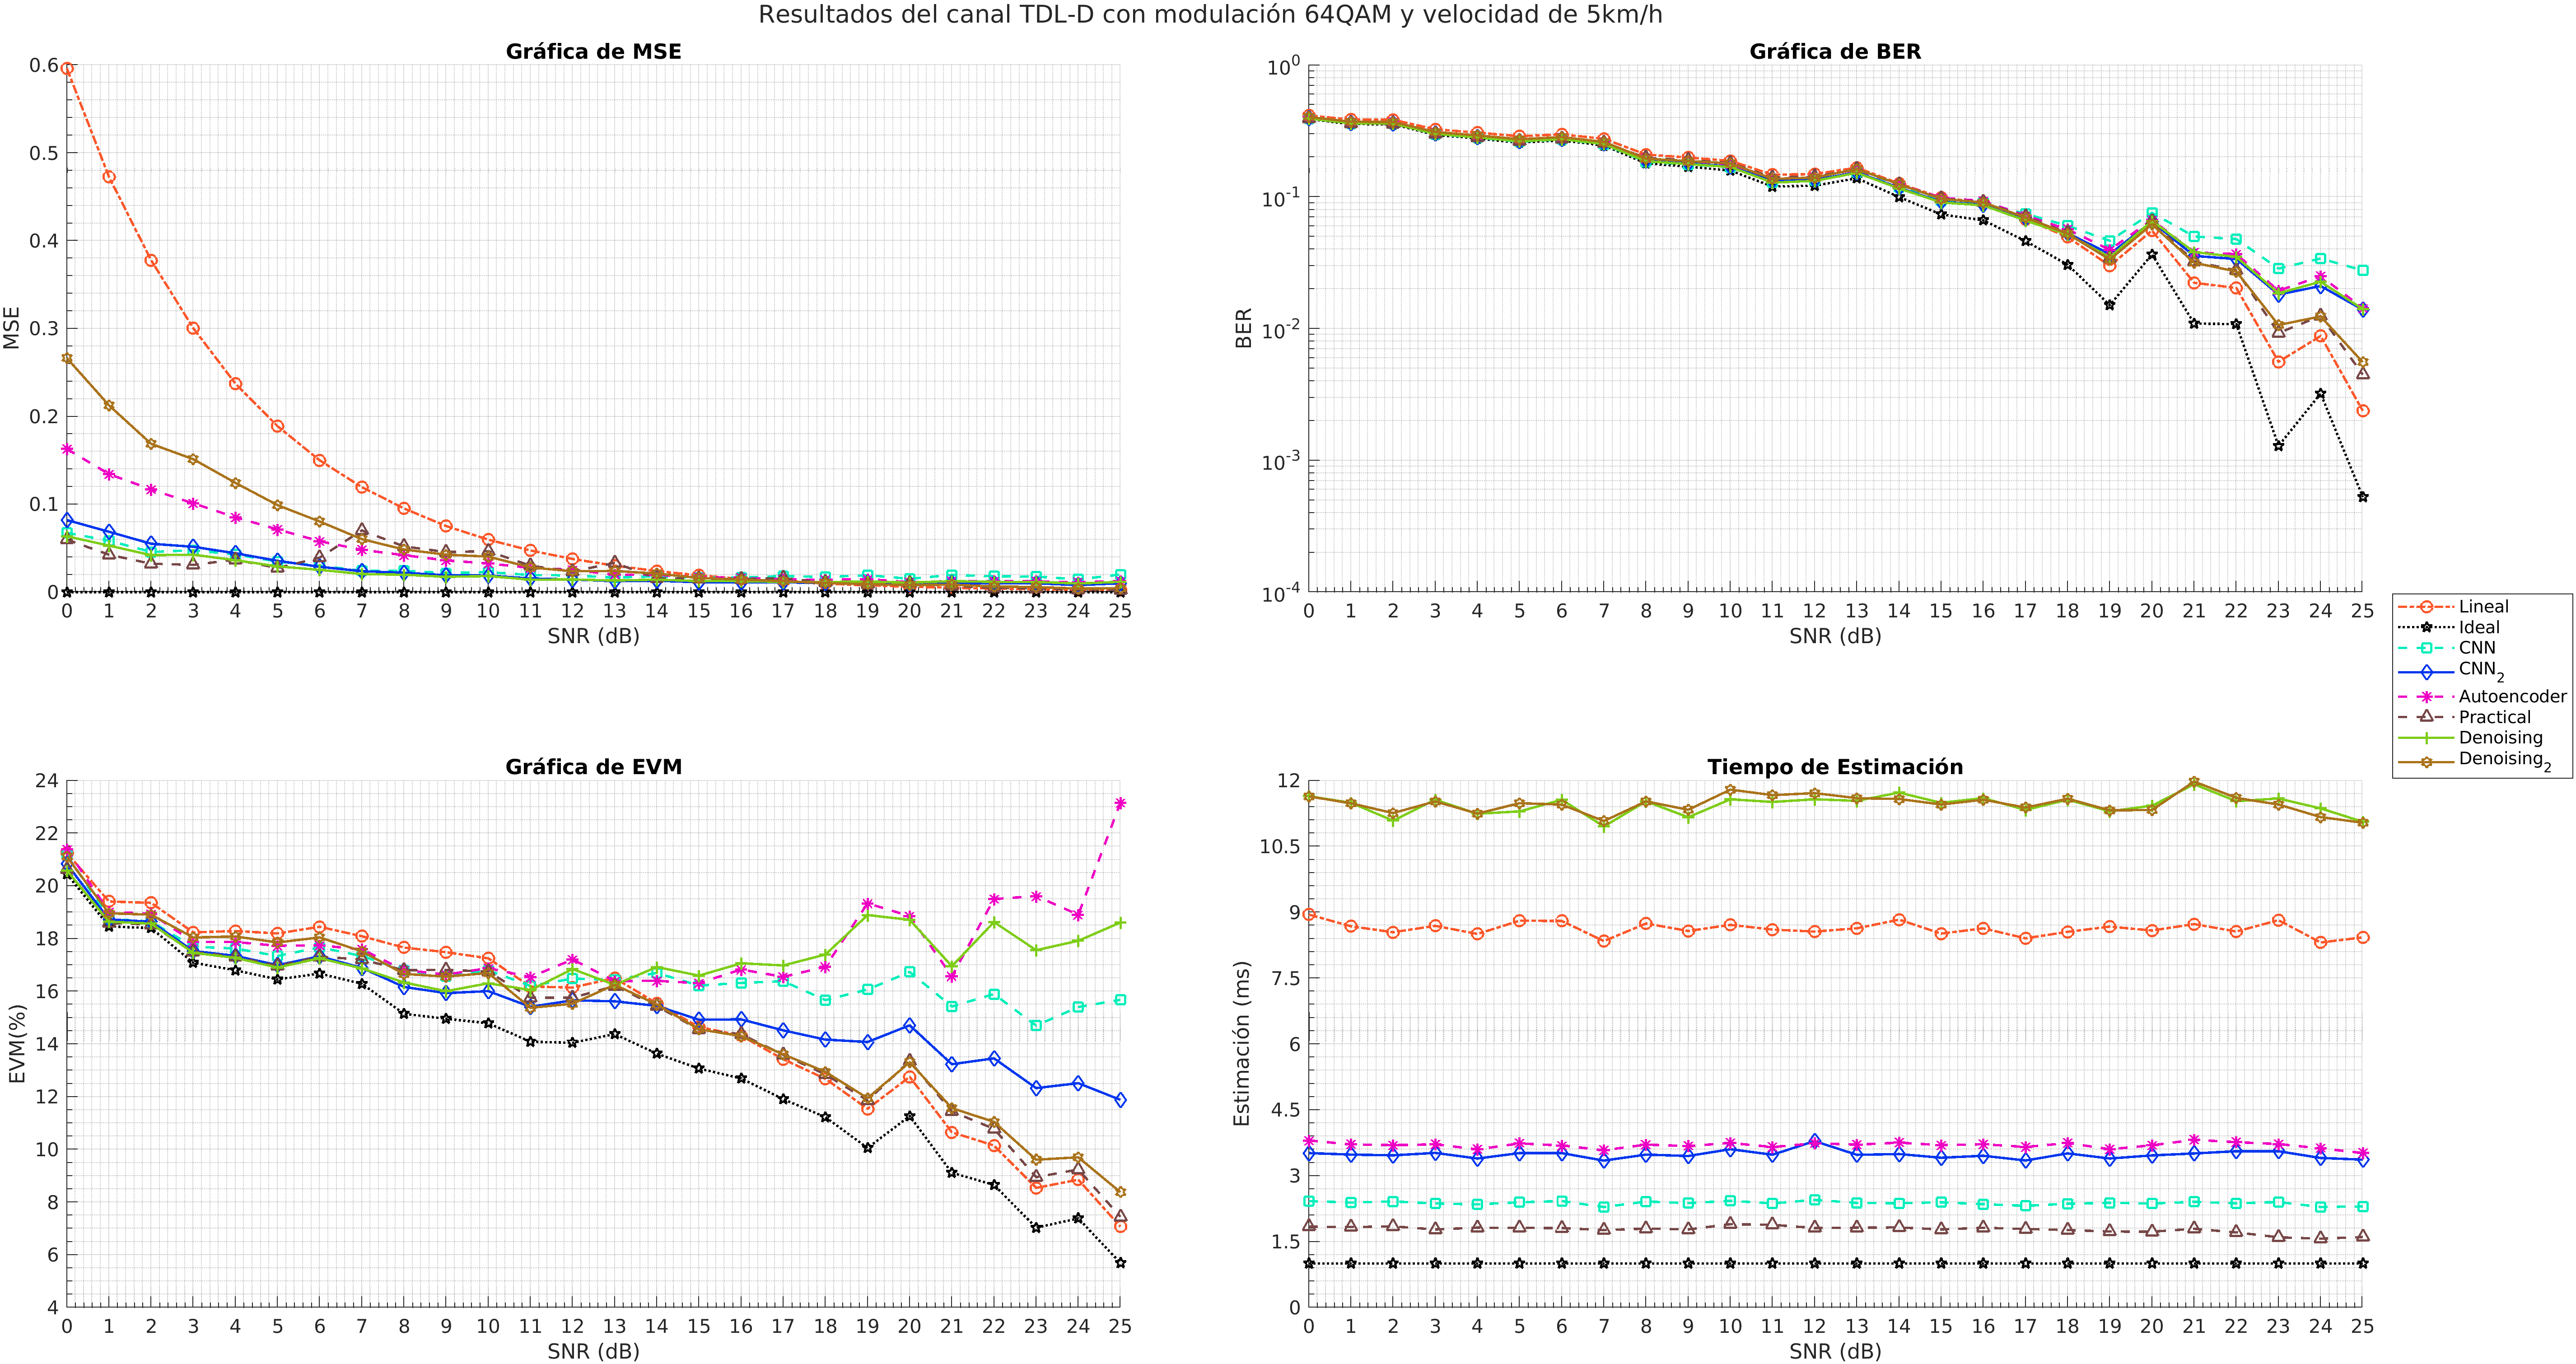 Resultados del canal TDL-D con modulación 64QAM y velocidad de 5km/h
Gráfica de MSE
0.6
0.5
0.4
0.3
0.2
0.1
0
MSE
0 1 2 3 4 5 6 7 8 9 10 11 12 13 14 15 16 17 18 19 20 21 22 23 24 25
SNR (dB)
Gráfica de BER
10^0
10^-1
10^-2
10^-3
10^-4
BER
0 1 2 3 4 5 6 7 8 9 10 11 12 13 14 15 16 17 18 19 20 21 22 23 24 25
SNR (dB)
Lineal
Ideal
CNN
CNN_2
Autoencoder
Practical
Denoising
Denoising_2
Gráfica de EVM
24
22
20
18
16
14
12
10
8
6
4
EVM(%)
0 1 2 3 4 5 6 7 8 9 10 11 12 13 14 15 16 17 18 19 20 21 22 23 24 25
SNR (dB)
Tiempo de Estimación
12
10.5
9
7.5
6
4.5
3
1.5
0
Estimación (ms)
0 1 2 3 4 5 6 7 8 9 10 11 12 13 14 15 16 17 18 19 20 21 22 23 24 25
SNR (dB)